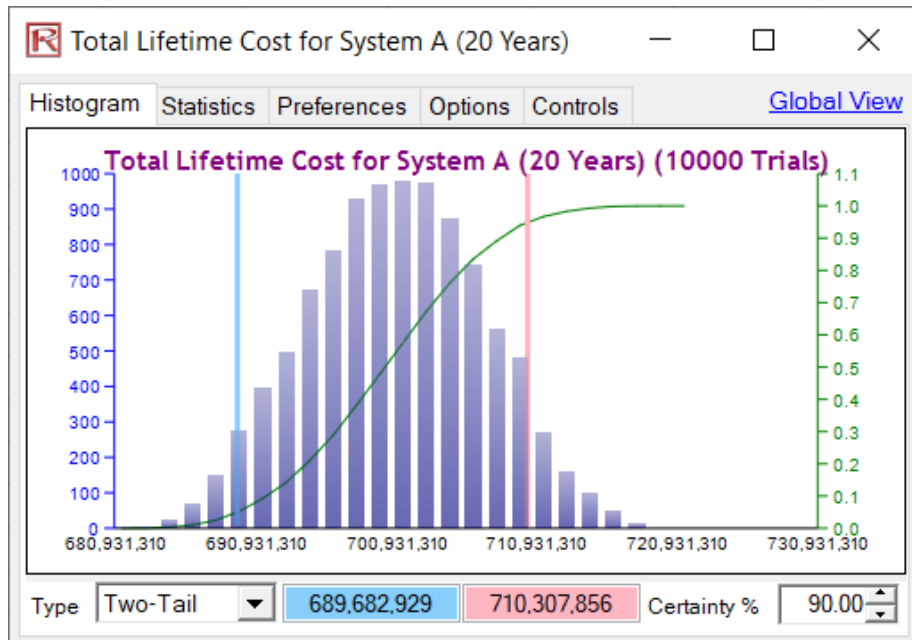 Total Lifetime Cost for System A (20 Years)
Histogram Statistics Preferences Options Controls Global View
Total Lifetime Cost for System A (20 Years) (10000 Trials)
1000 1.1
900 1.0
800 0.9
700 0.8
600 0.7
500 0.6
400 0.5
300 0.4
200 0.3
100 0.2
0 0.1
0.0
680,931,310 690,931,310 700,931,310 710,931,310 720,931,310 730,931,310
Type Two-Tail 689,682,929 710,307,856 Certainty % 90.00